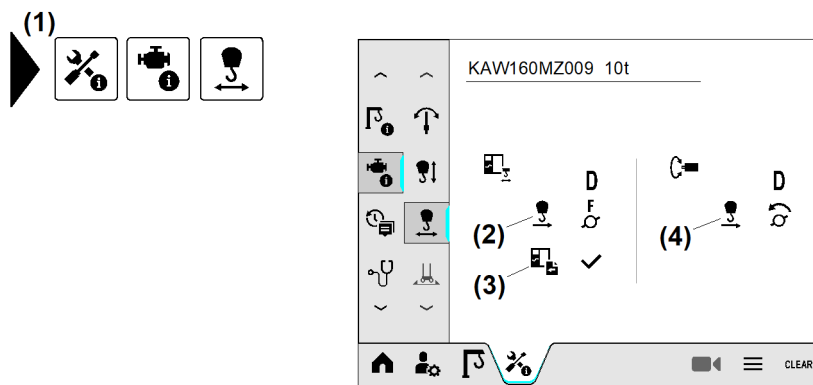 (1)
KAW160MZ009 10t
D
D
(2)
F
(4)
(3)
CLEAR